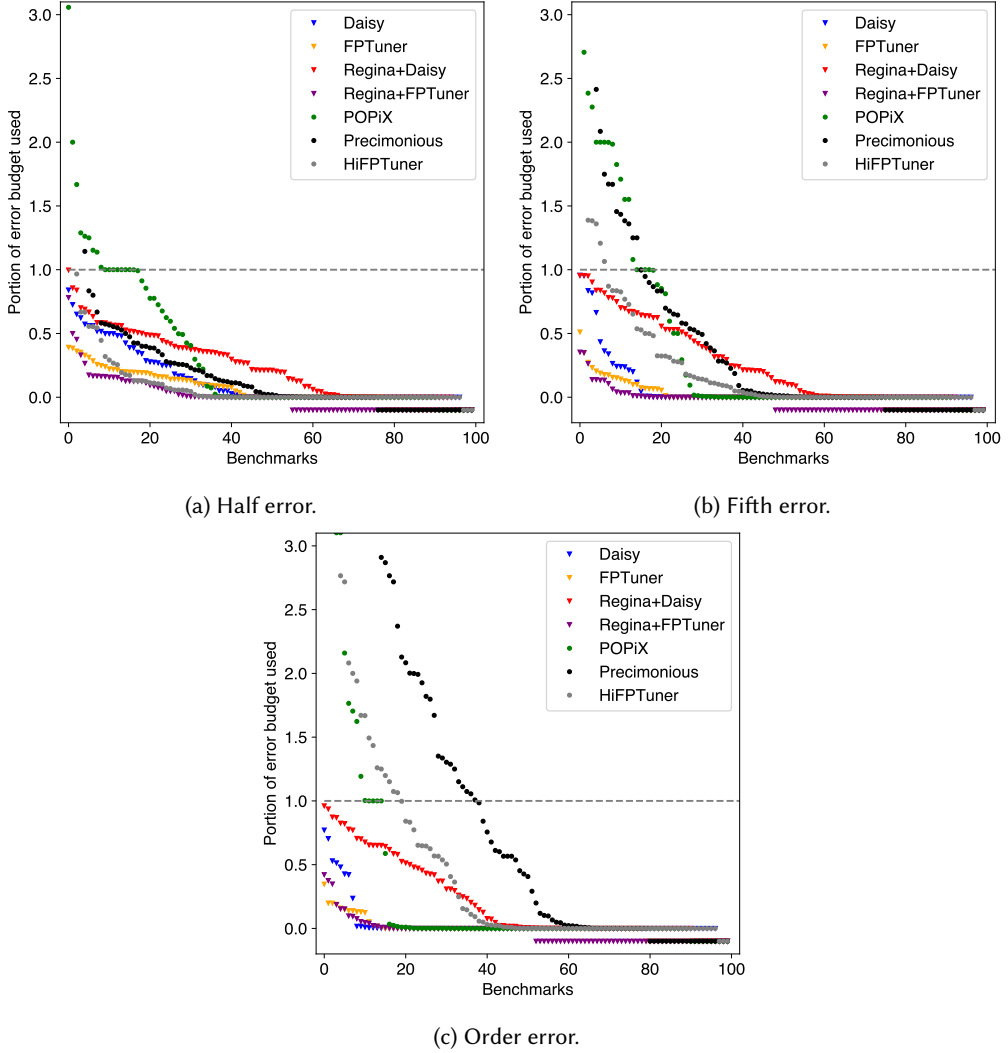 3.0
2.5
2.0
1.5
1.0
0.5
0.0
Portion of error budget used
Daisy
FPTuner
Regina+Daisy
Regina+FPTuner
POPiX
Precimonious
HiFPTuner
0
20
40
60
80
100
Benchmarks
(a) Half error.
3.0
2.5
2.0
1.5
1.0
0.5
0.0
Portion of error budget used
Daisy
FPTuner
Regina+Daisy
Regina+FPTuner
POPiX
Precimonious
HiFPTuner
0
20
40
60
80
100
Benchmarks
(b) Fifth error.
3.0
2.5
2.0
1.5
1.0
0.5
0.0
Portion of error budget used
Daisy
FPTuner
Regina+Daisy
Regina+FPTuner
POPiX
Precimonious
HiFPTuner
0
20
40
60
80
100
Benchmarks
(c) Order error.